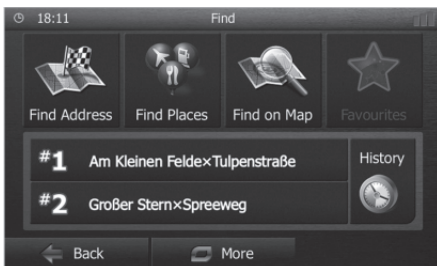 18:11 Find
Find Address Find Places Find on Map Favourites
#1 Am Kleinen Felde×Tulpenstraße History
#2 Großer Stern×Spreeweg
Back More